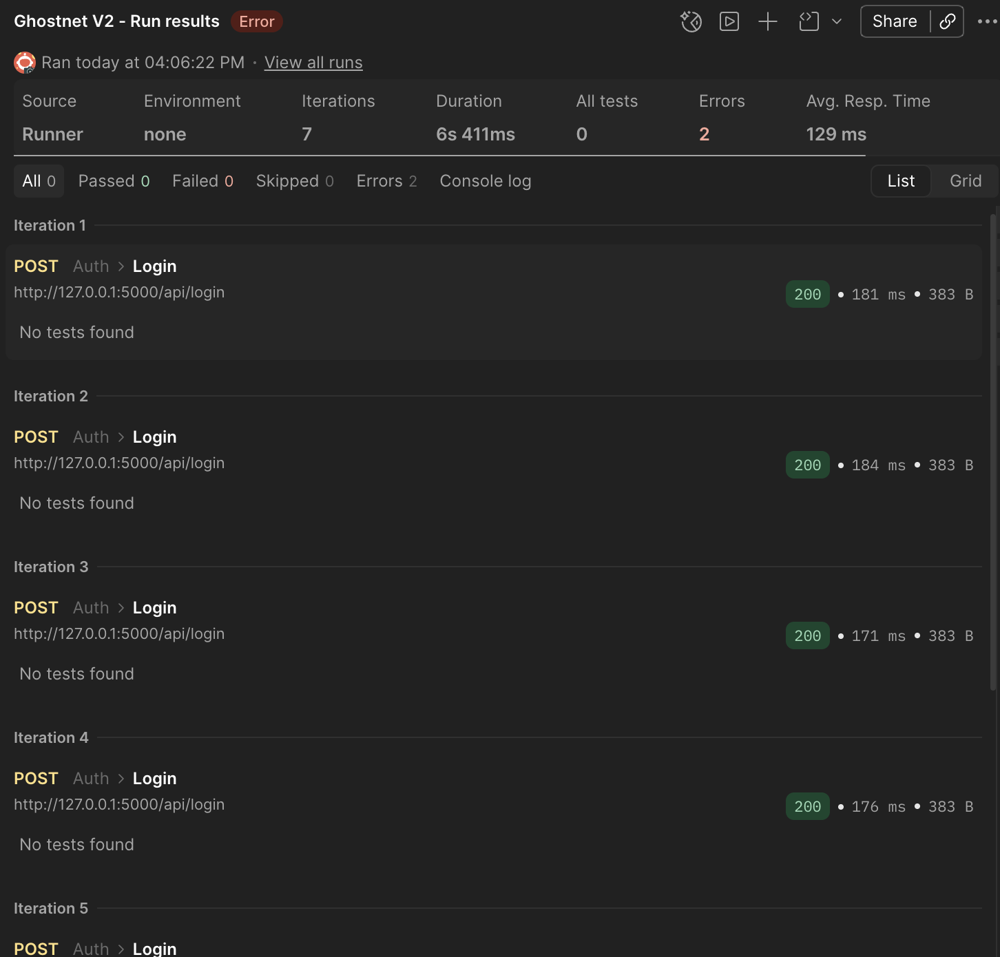 Ghostnet V2 - Run results Error Share
Ran today at 04:06:22 PM · View all runs
Source Environment Iterations Duration All tests Errors Avg. Resp. Time
Runner none 7 6s 411ms 0 2 129 ms
All 0 Passed 0 Failed 0 Skipped 0 Errors 2 Console log List Grid
Iteration 1
POST Auth > Login
http://127.0.0.1:5000/api/login
200 • 181 ms • 383 B
No tests found
Iteration 2
POST Auth > Login
http://127.0.0.1:5000/api/login
200 • 184 ms • 383 B
No tests found
Iteration 3
POST Auth > Login
http://127.0.0.1:5000/api/login
200 • 171 ms • 383 B
No tests found
Iteration 4
POST Auth > Login
http://127.0.0.1:5000/api/login
200 • 176 ms • 383 B
No tests found
Iteration 5
POST Auth > Login